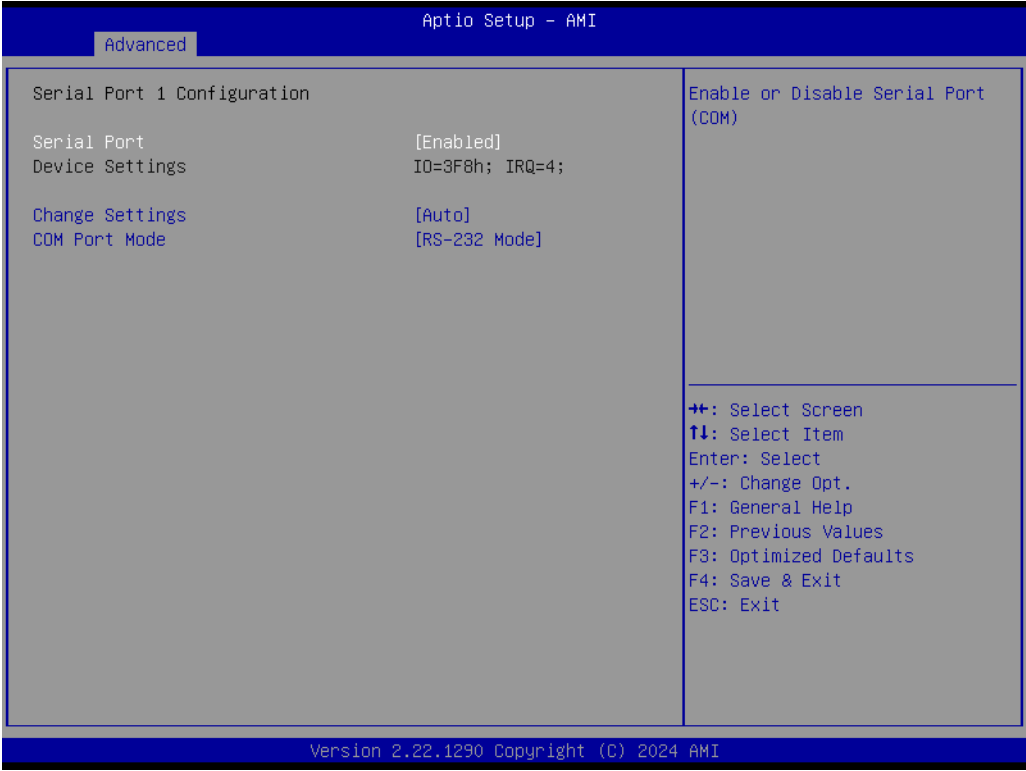 Aptio Setup – AMI
Advanced
Serial Port 1 Configuration
Serial Port [Enabled]
Device Settings IO=3F8h; IRQ=4;
Change Settings [Auto]
COM Port Mode [RS-232 Mode]
Enable or Disable Serial Port
(COM)
→←: Select Screen
↑↓: Select Item
Enter: Select
+/-: Change Opt.
F1: General Help
F2: Previous Values
F3: Optimized Defaults
F4: Save & Exit
ESC: Exit
Version 2.22.1290 Copyright (C) 2024 AMI